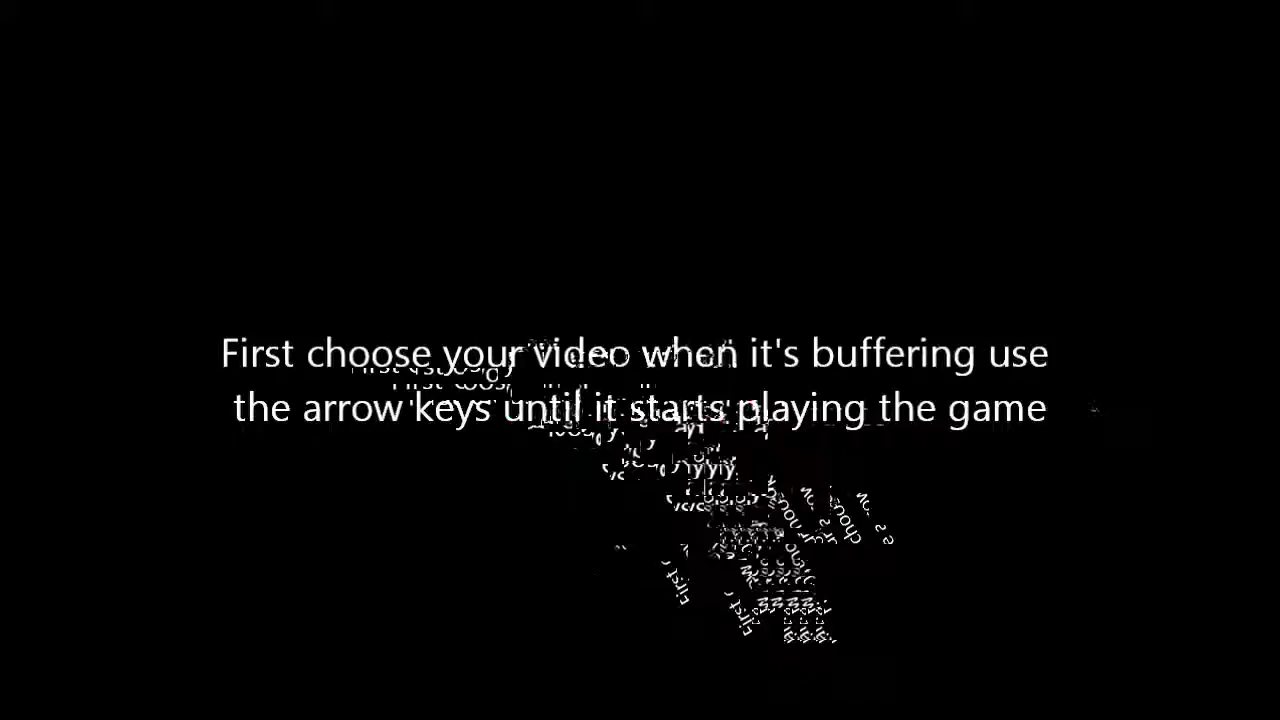 First choose your video when it's buffering use
the arrow keys until it starts playing the game